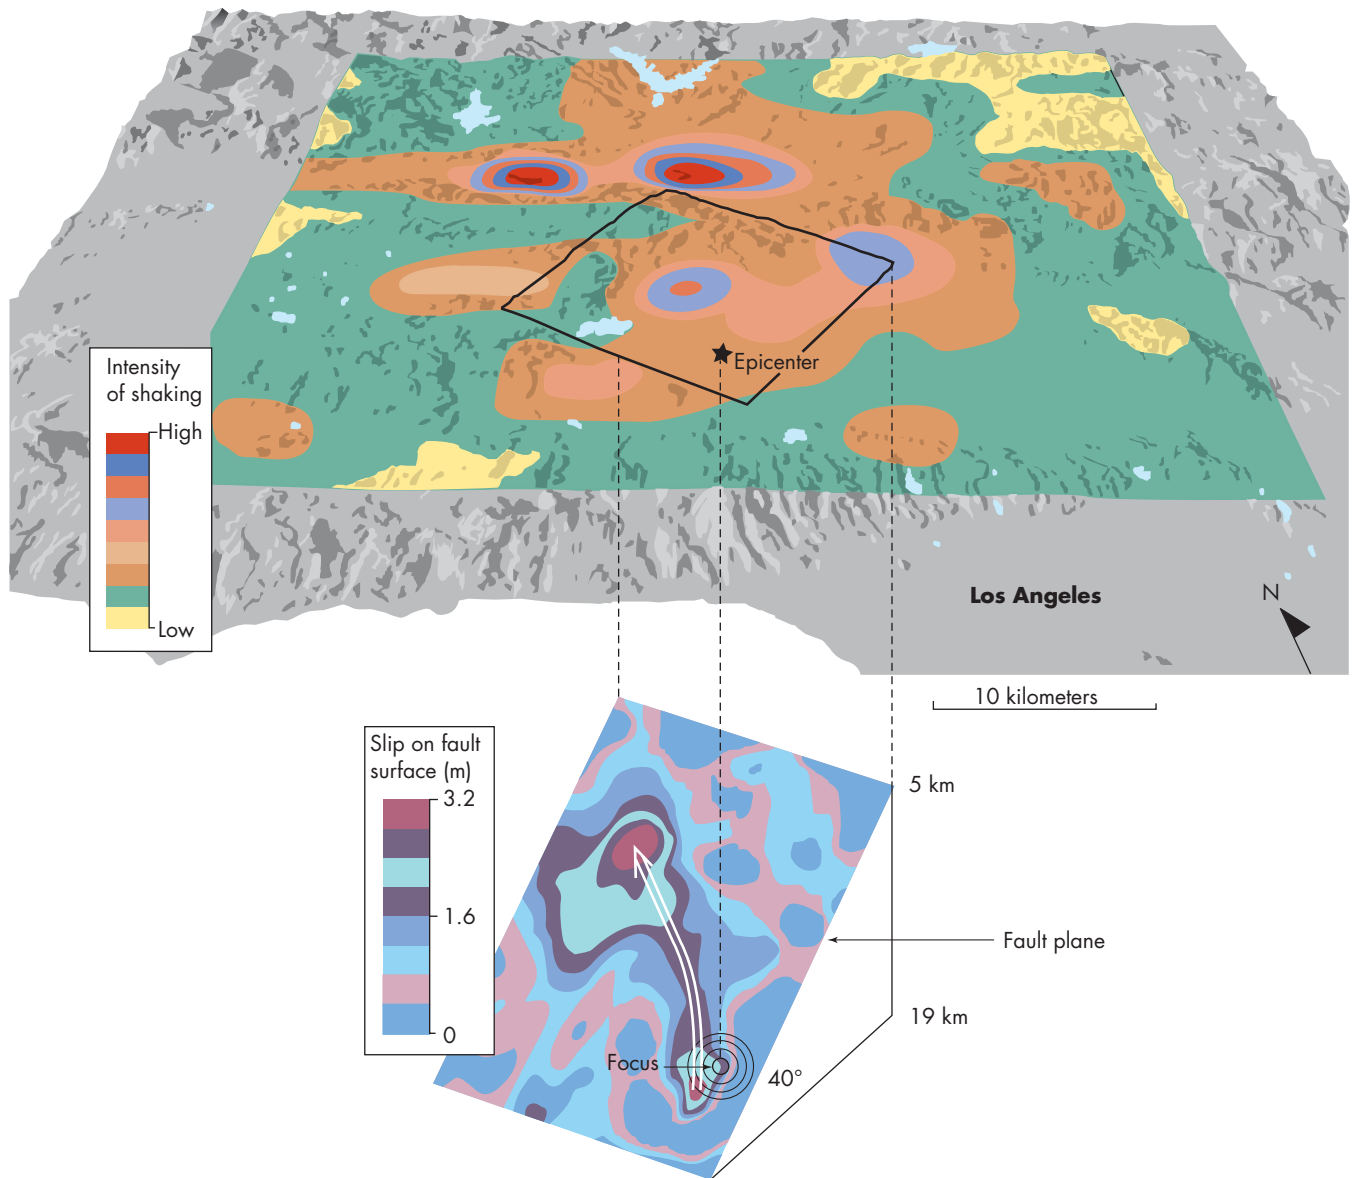 Intensity
of shaking
High
Low
Epicenter
Los Angeles
N
10 kilometers
Slip on fault
surface (m)
3.2
1.6
0
5 km
Fault plane
19 km
Focus
40°